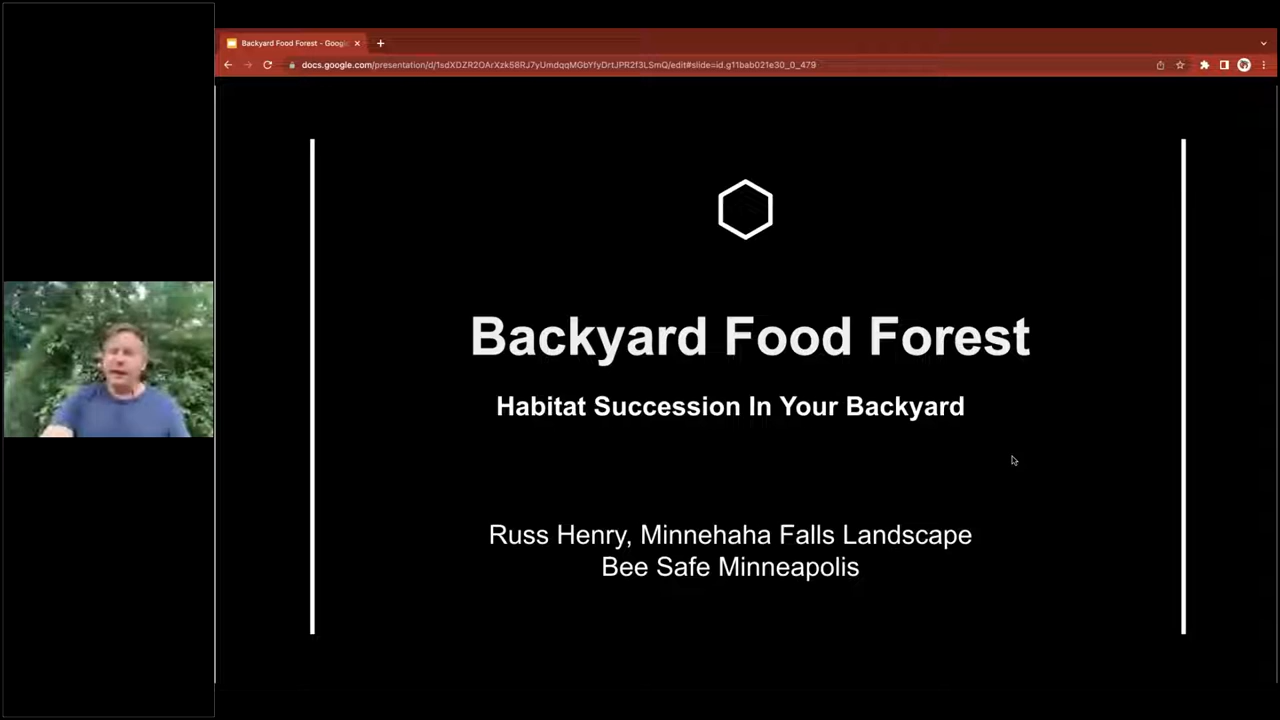 Backyard Food Forest - Googl
docs.google.com/presentation/d/1sdXDZR2OArXzk58RJ7yUmdqqMGbYfyDrtJPR2f3LSmQ/edit#slide=id.g11bab021e30_0_479
Backyard Food Forest
Habitat Succession In Your Backyard
Russ Henry, Minnehaha Falls Landscape
Bee Safe Minneapolis